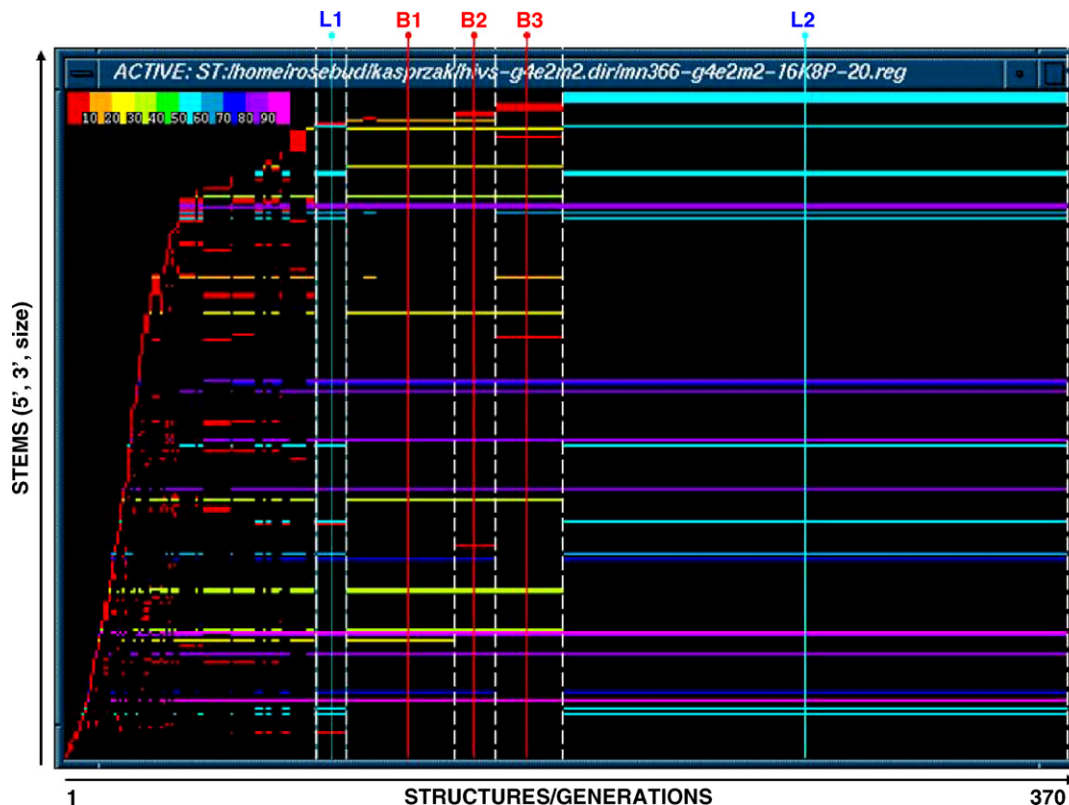 L1 B1 B2 B3 L2
ACTIVE: ST:/home/rosebud/kasprzak/hivs-g4e2m2.dir/mn366-g4e2m2-16K8P-20.reg
10 20 30 40 50 60 70 80 90
STEMS (5', 3', size)
1 STRUCTURES/GENERATIONS 370